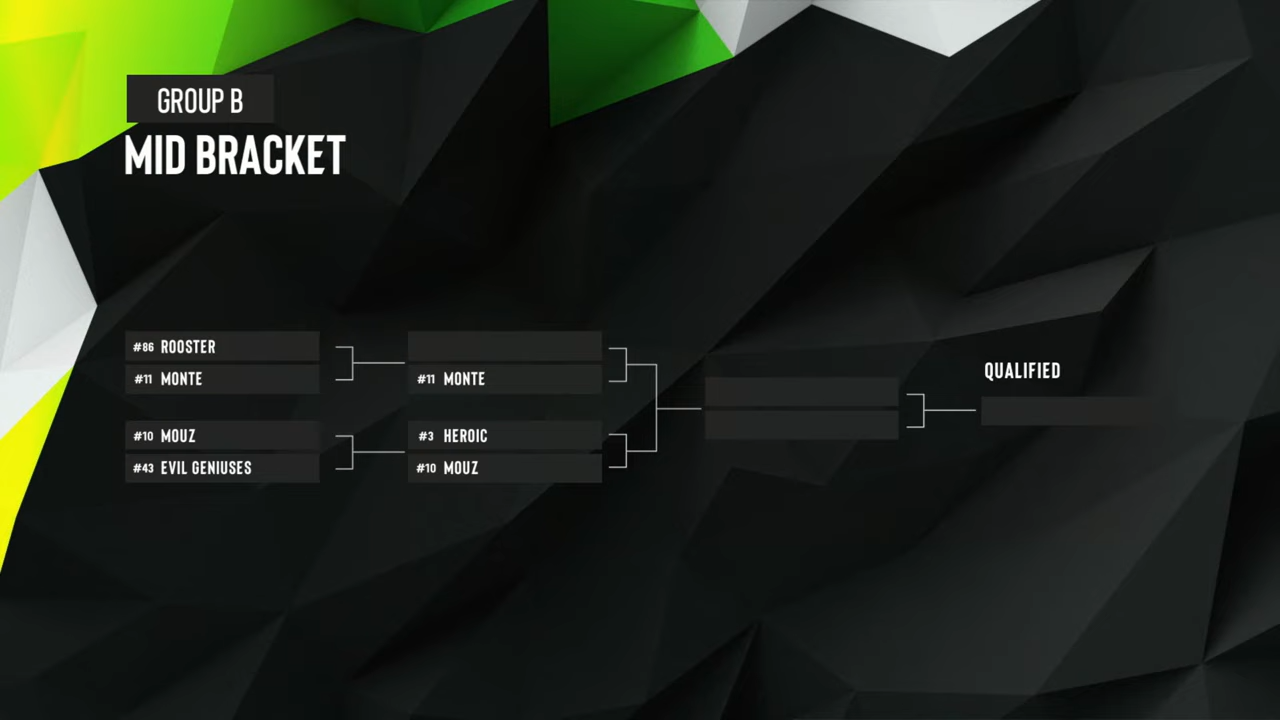 GROUP B
MID BRACKET
#86 ROOSTER
#11 MONTE
#10 MOUZ
#43 EVIL GENIUSES
#11 MONTE
#3 HEROIC
#10 MOUZ
QUALIFIED